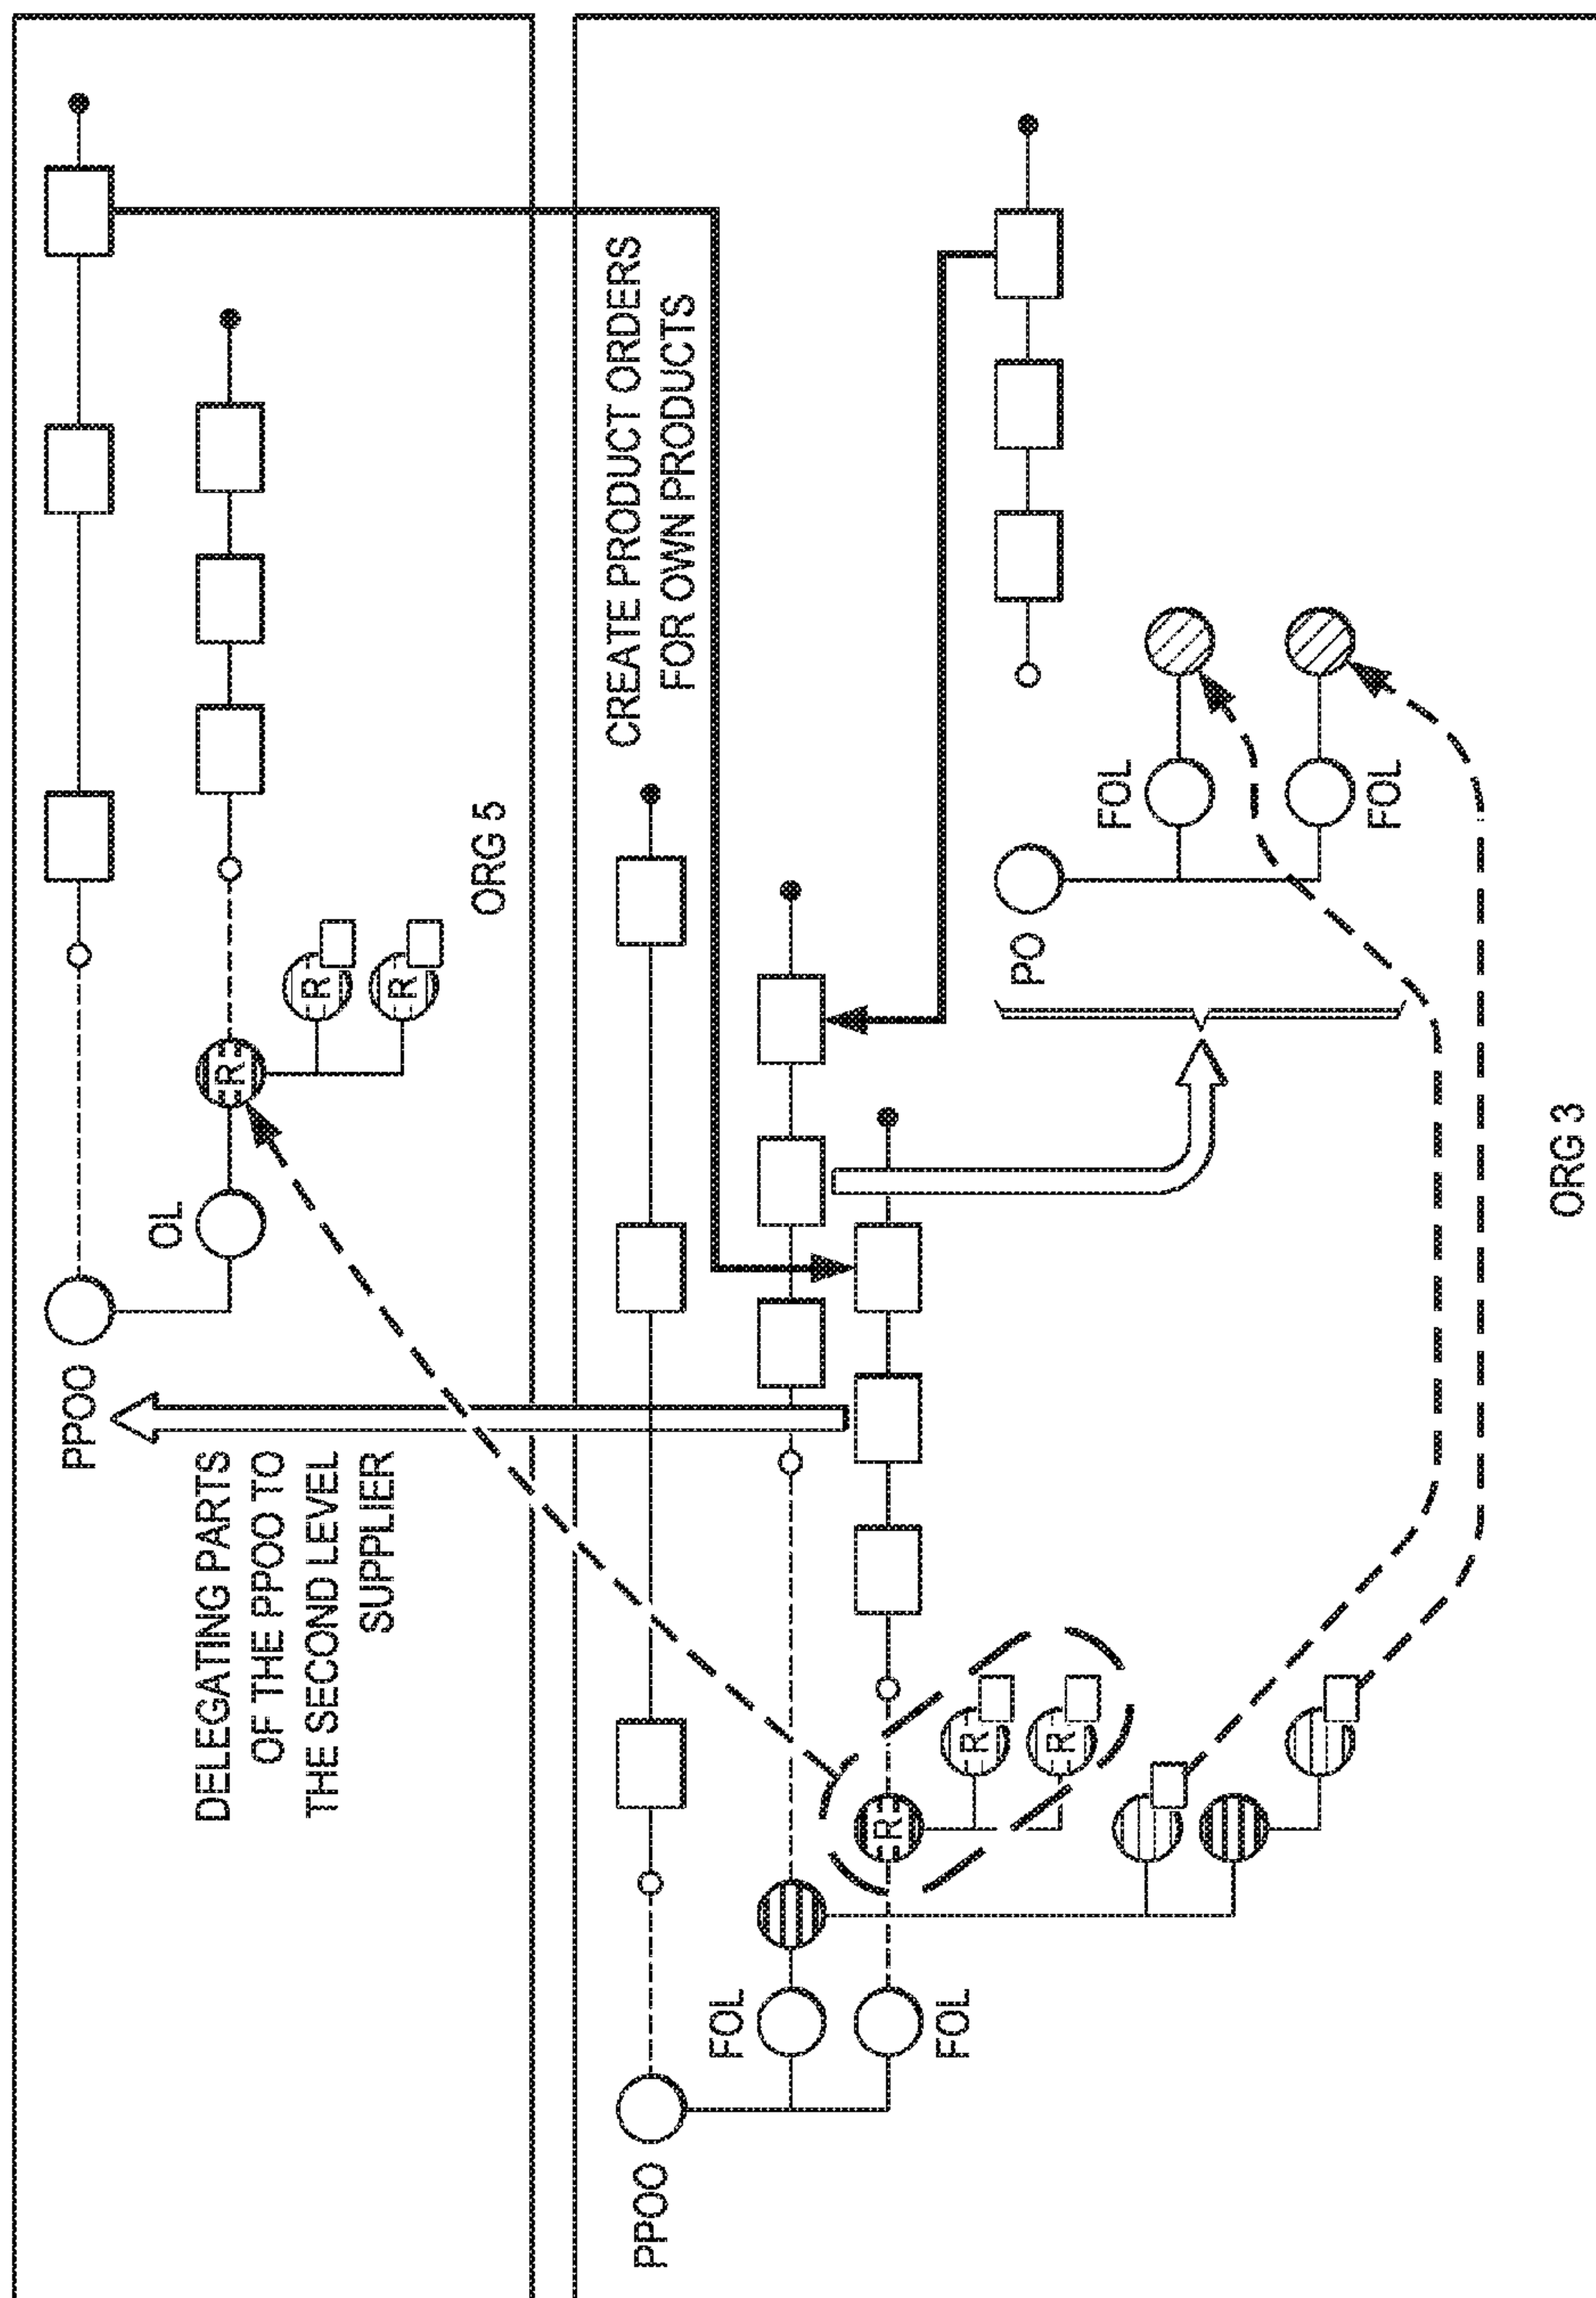 PPOO
OL
DELEGATING PARTS
OF THE PPOO TO
THE SECOND LEVEL
SUPPLIER
R
R
R
ORG 5
CREATE PRODUCT ORDERS
FOR OWN PRODUCTS
PPOO
FOL
FOL
R
R
R
PO
FOL
FOL
ORG 3